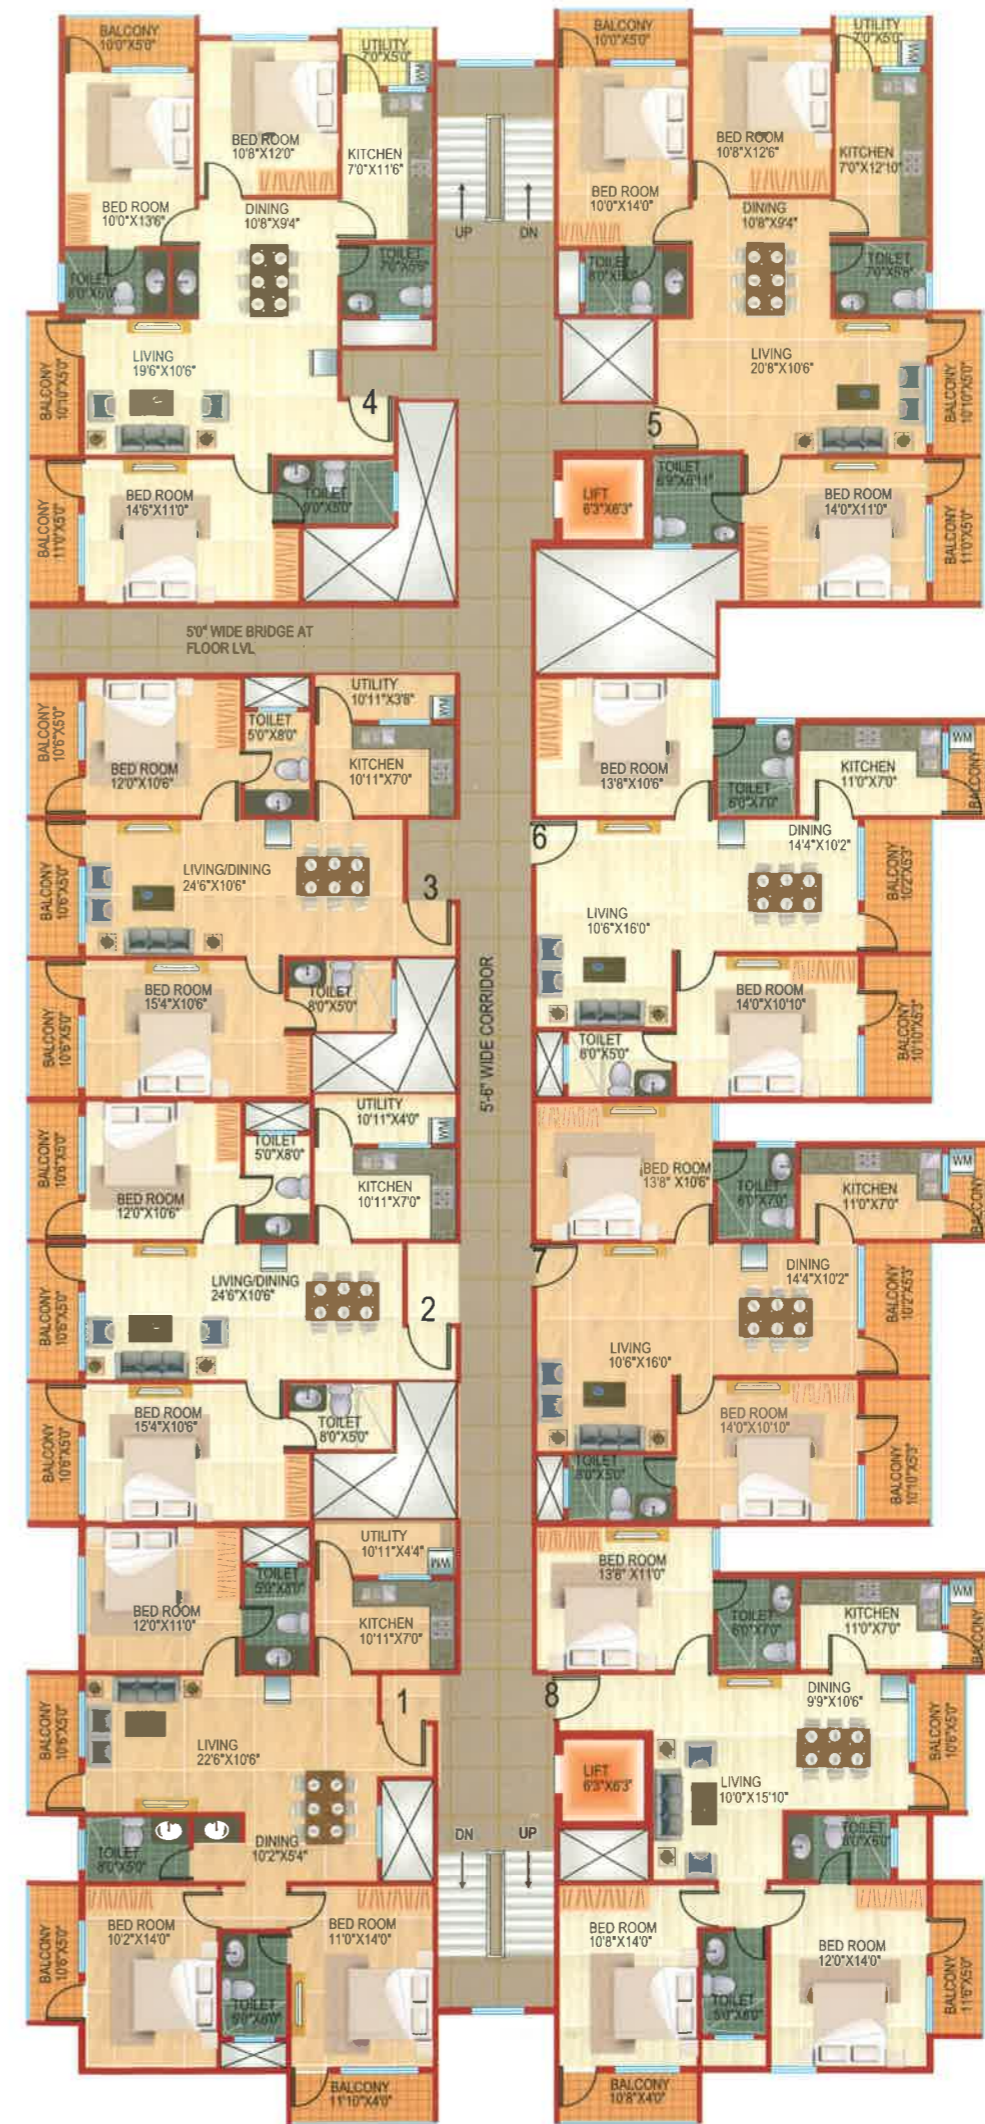 BALCONY
10'0"X5'0"
BED ROOM
10'8"X12'0"
UTILITY
7'0"X5'0"
WM
KITCHEN
7'0"X11'6"
BED ROOM
10'0"X13'6"
DINING
10'8"X9'4"
TOILET
TOILET
LIVING
19'6"X10'6"
BALCONY
10'10"X5'0"
4
BED ROOM
14'6"X11'0"
TOILET
9'0"X5'0"
BALCONY
11'0"X5'0"
UP
DN
BALCONY
10'0"X5'0"
BED ROOM
10'8"X12'6"
UTILITY
7'0"X5'0"
WM
KITCHEN
7'0"X12'10"
BED ROOM
10'0"X14'0"
DINING
10'8"X9'4"
TOILET
TOILET
LIVING
20'8"X10'6"
BALCONY
10'10"X5'0"
5
LIFT
6'3"X6'3"
TOILET
6'9"X6'11"
BED ROOM
14'0"X11'0"
BALCONY
11'0"X5'0"
5'0" WIDE BRIDGE AT
FLOOR LVL
5'-6" WIDE CORRIDOR
BALCONY
10'6"X5'0"
BED ROOM
12'0"X10'6"
TOILET
5'0"X8'0"
UTILITY
WM
KITCHEN
10'11"X7'0"
BALCONY
10'6"X5'0"
LIVING/DINING
24'6"X10'6"
3
BALCONY
10'6"X5'0"
BED ROOM
15'4"X10'6"
TOILET
8'0"X5'0"
BED ROOM
13'8"X10'6"
TOILET
6'0"X7'0"
KITCHEN
11'0"X7'0"
WM
BALCONY
6
DINING
14'4"X10'2"
BALCONY
10'2"X5'3"
LIVING
10'6"X16'0"
BED ROOM
14'0"X10'10"
BALCONY
10'10"X5'3"
TOILET
8'0"X5'0"
BALCONY
10'6"X5'0"
BED ROOM
12'0"X10'6"
TOILET
5'0"X8'0"
UTILITY
10'11"X4'0"
WM
KITCHEN
10'11"X7'0"
BALCONY
10'6"X5'0"
LIVING/DINING
24'6"X10'6"
2
BALCONY
10'6"X5'0"
BED ROOM
15'4"X10'6"
TOILET
8'0"X5'0"
BED ROOM
13'8" X10'6"
TOILET
6'0"X7'0"
KITCHEN
11'0"X7'0"
WM
BALCONY
7
DINING
14'4"X10'2"
BALCONY
10'2"X5'3"
LIVING
10'6"X16'0"
BED ROOM
14'0"X10'10"
BALCONY
10'10"X5'3"
TOILET
8'0"X5'0"
BED ROOM
12'0"X11'0"
TOILET
5'0"X8'0"
UTILITY
10'11"X4'4"
WM
KITCHEN
10'11"X7'0"
BALCONY
10'6"X5'0"
LIVING
22'6"X10'6"
1
DINING
10'2"X5'4"
TOILET
8'0"X5'0"
BALCONY
10'6"X5'0"
BED ROOM
10'2"X14'0"
BED ROOM
11'0"X14'0"
TOILET
BALCONY
11'10"X4'0"
DN
UP
BED ROOM
13'8" X11'0"
TOILET
6'0"X7'0"
KITCHEN
11'0"X7'0"
WM
BALCONY
8
DINING
9'9"X10'6"
BALCONY
10'6"X5'0"
LIFT
6'3"X6'3"
LIVING
10'0"X15'10"
TOILET
BED ROOM
10'8"X14'0"
BED ROOM
12'0"X14'0"
TOILET
BALCONY
11'6"X5'0"
BALCONY
10'8"X4'0"